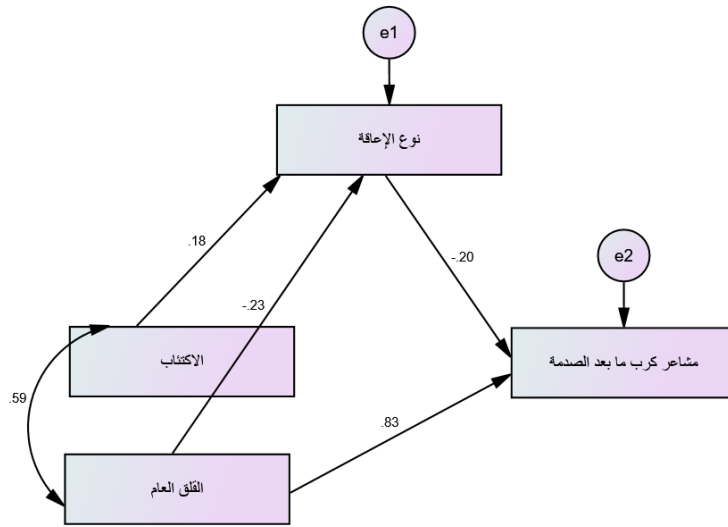 e1
نوع الإعاقة
.18
-.23
-.20
e2
الاكتئاب
مشاعر كرب ما بعد الصدمة
.59
.83
القلق العام